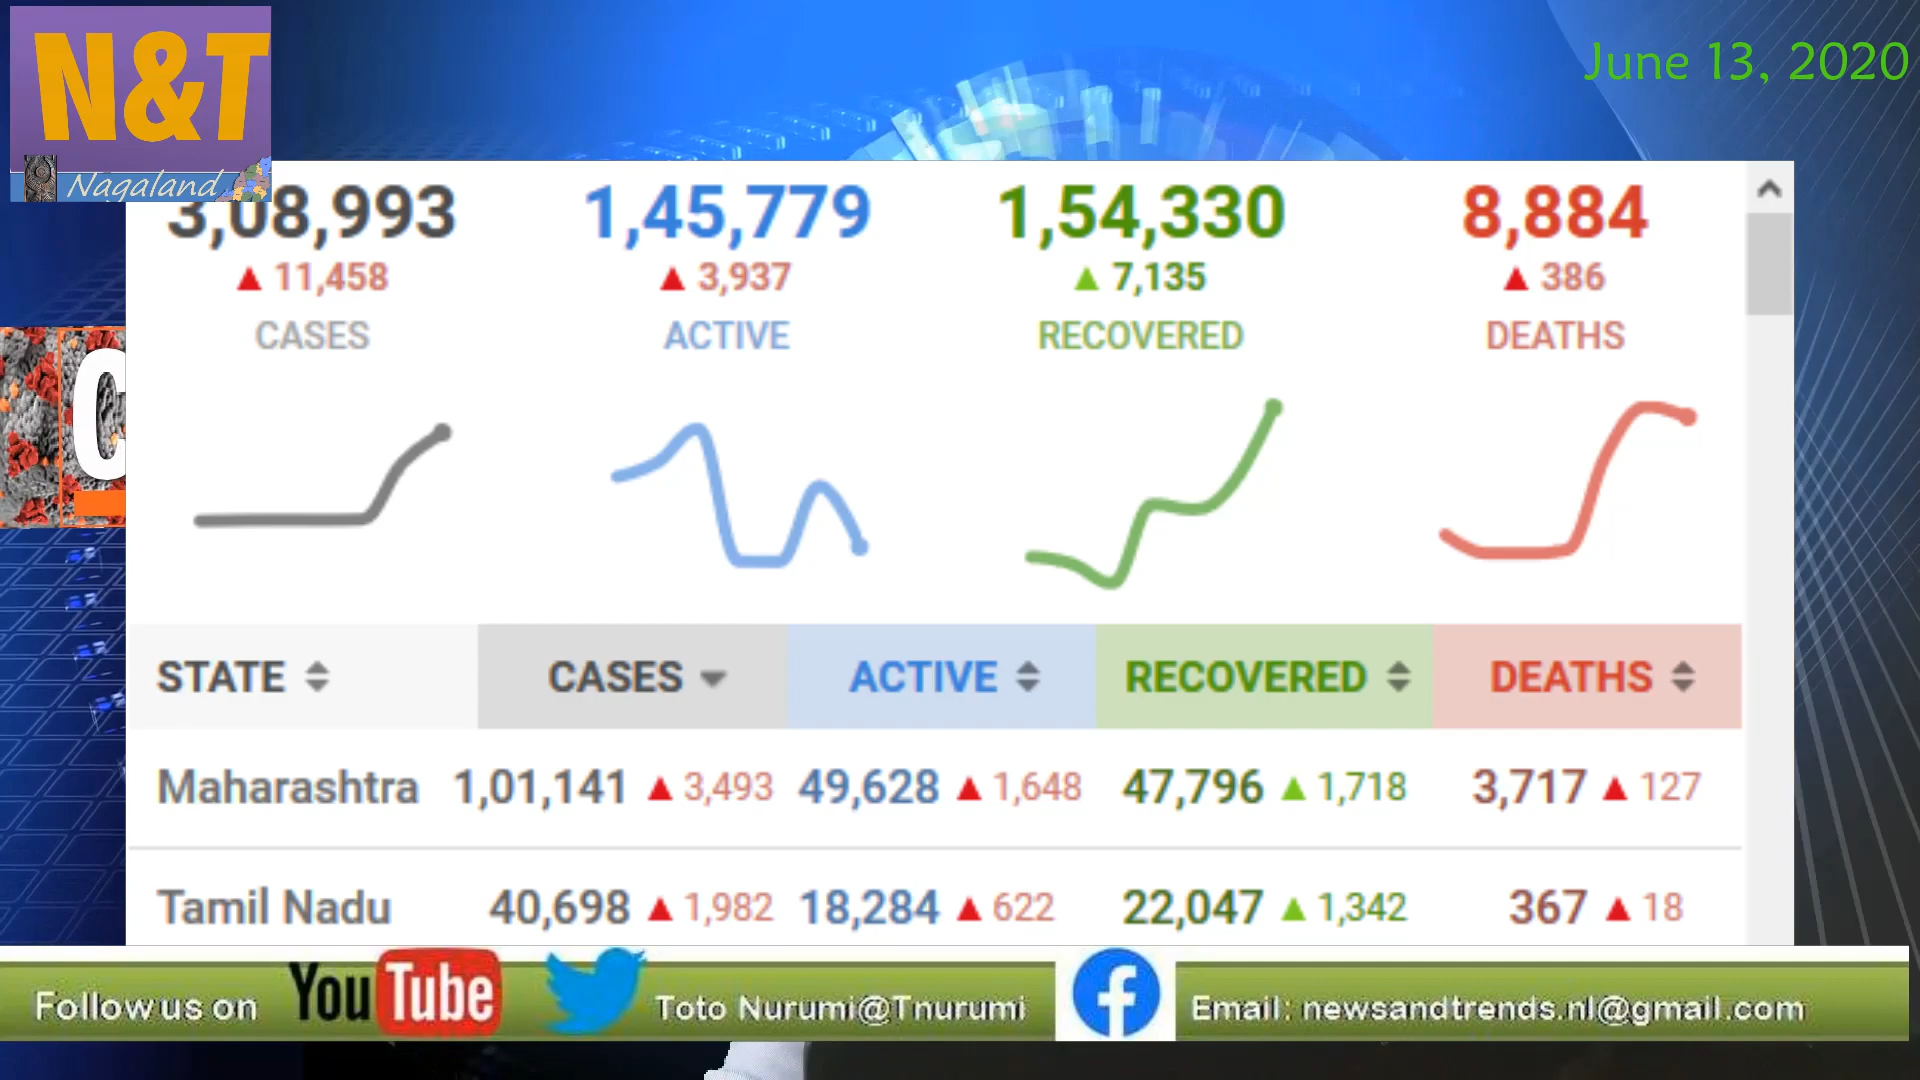 N&T
Nagaland
June 13, 2020
3,08,993 1,45,779 1,54,330 8,884
▲ 11,458 ▲ 3,937 ▲ 7,135 ▲ 386
CASES ACTIVE RECOVERED DEATHS
C
STATE CASES ACTIVE RECOVERED DEATHS
Maharashtra 1,01,141 ▲ 3,493 49,628 ▲ 1,648 47,796 ▲ 1,718 3,717 ▲ 127
Tamil Nadu 40,698 ▲ 1,982 18,284 ▲ 622 22,047 ▲ 1,342 367 ▲ 18
Follow us on YouTube Toto Nurumi@Tnurumi f Email: newsandtrends.nl@gmail.com